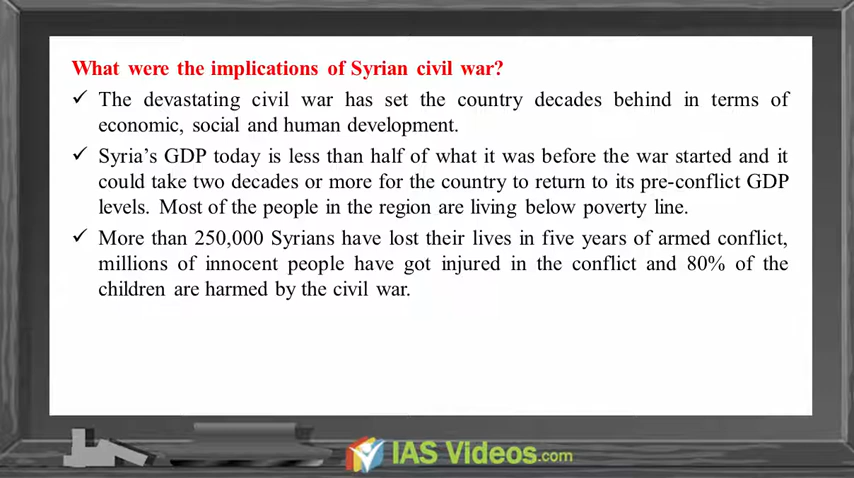 What were the implications of Syrian civil war?
✓ The devastating civil war has set the country decades behind in terms of
economic, social and human development.
✓ Syria's GDP today is less than half of what it was before the war started and it
could take two decades or more for the country to return to its pre-conflict GDP
levels. Most of the people in the region are living below poverty line.
✓ More than 250,000 Syrians have lost their lives in five years of armed conflict,
millions of innocent people have got injured in the conflict and 80% of the
children are harmed by the civil war.
IAS Videos.com